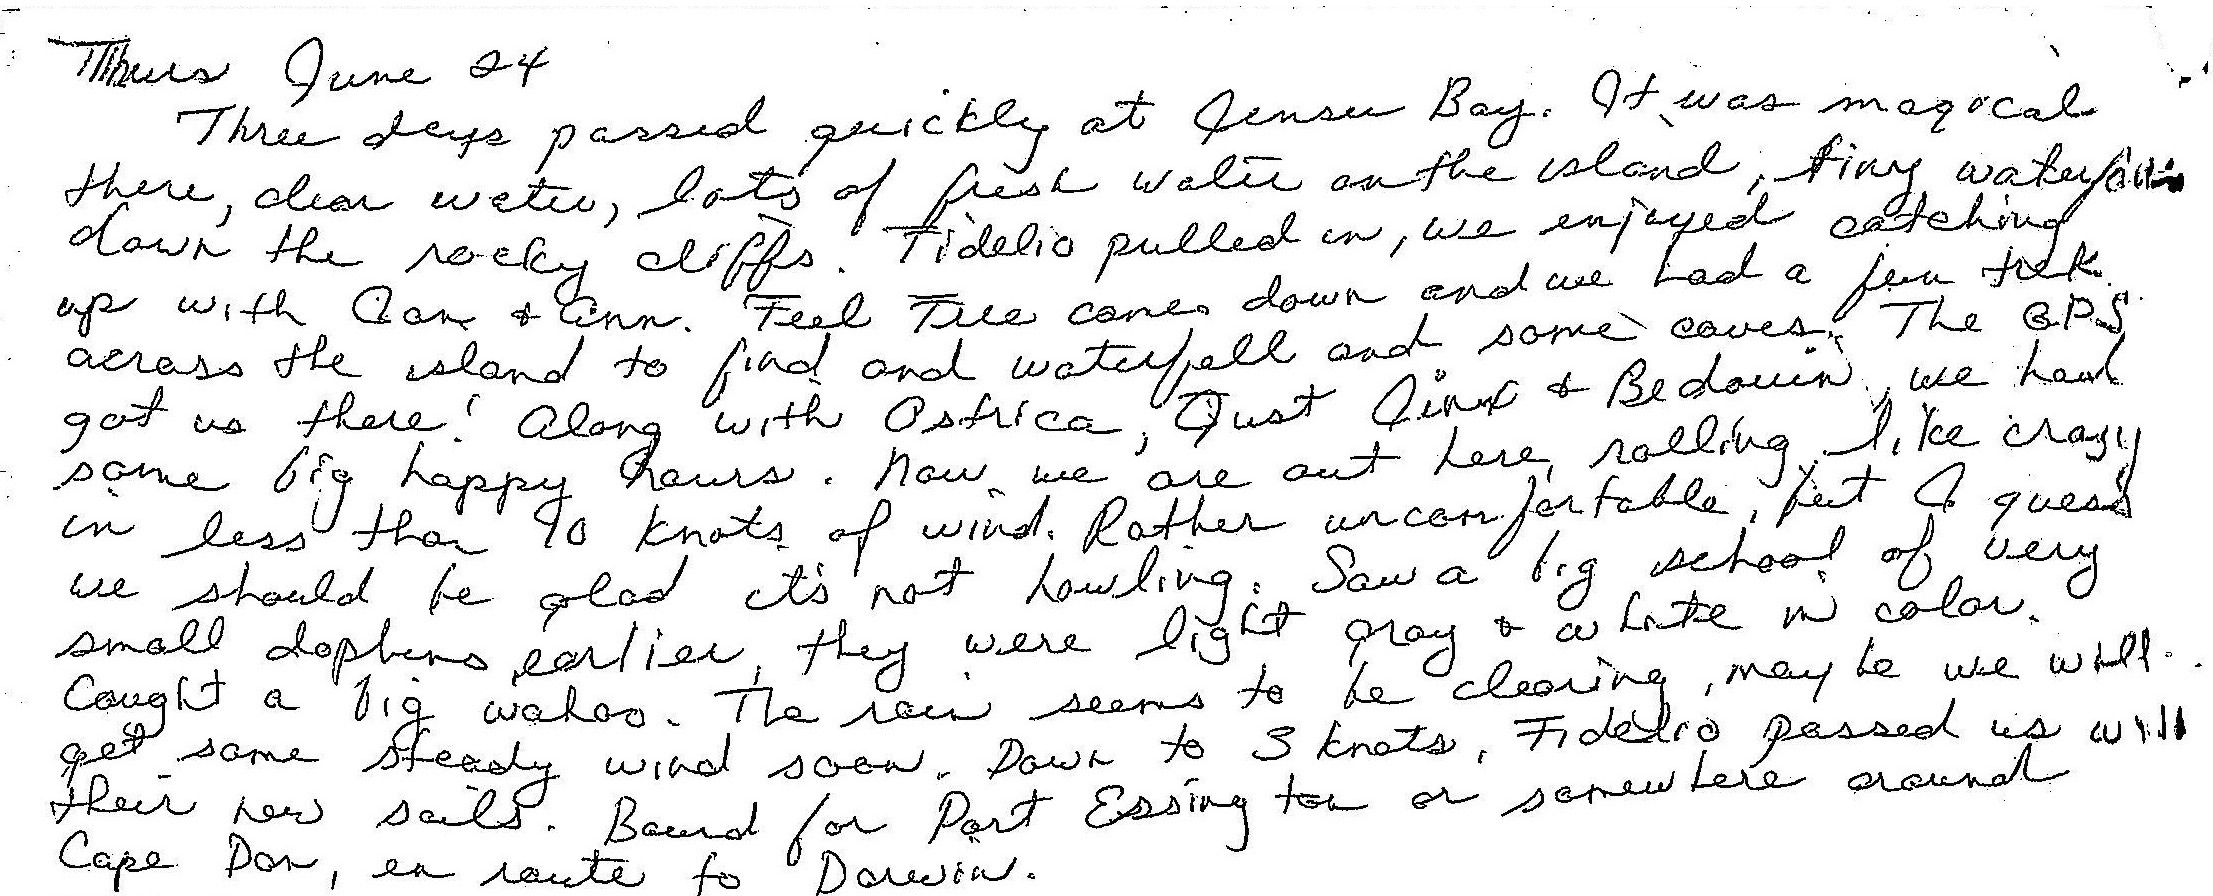 Thurs June 24
Three days passed quickly at Jensen Bay. It was magical
there, clear water, lots of fresh water on the island, tiny waterfalls
down the rocky cliffs. Fidelio pulled in, we enjoyed catching
up with & Ann. Feel Free came down and we had a fun trek
across the island to find and waterfall and some caves. The GPS
got us there! Along with Ostrica, Just Jinx & Bedouin, we had
some big happy hours. Now we are out here, rolling like crazy
in less than 10 knots of wind. Rather uncomfortable, but I guess
we should be glad it's not howling. Saw a big school of very
small dophins earlier, they were light gray & white in color.
Caught a big wahoo. The rain seems to be clearing, maybe we will
get some steady wind soon. Down to 3 knots, Fidelio passed us will
their new sails. Bound for Port Essington or somewhere around
Cape Don, en route to Darwin.